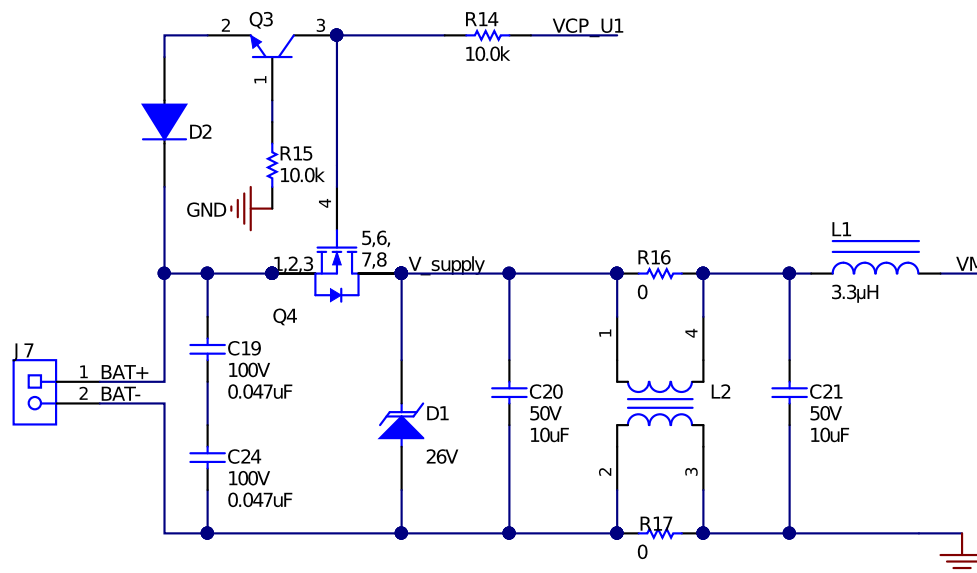 2
Q3
3
R14
10.0k
VCP_U1
1
D2
R15
10.0k
GND
4
5,6,
7,8
1,2,3
V_supply
Q4
R16
0
L1
3.3µH
VM
J7
1
BAT+
2
BAT-
C19
100V
0.047uF
C24
100V
0.047uF
D1
26V
C20
50V
10uF
1
4
L2
2
3
C21
50V
10uF
R17
0